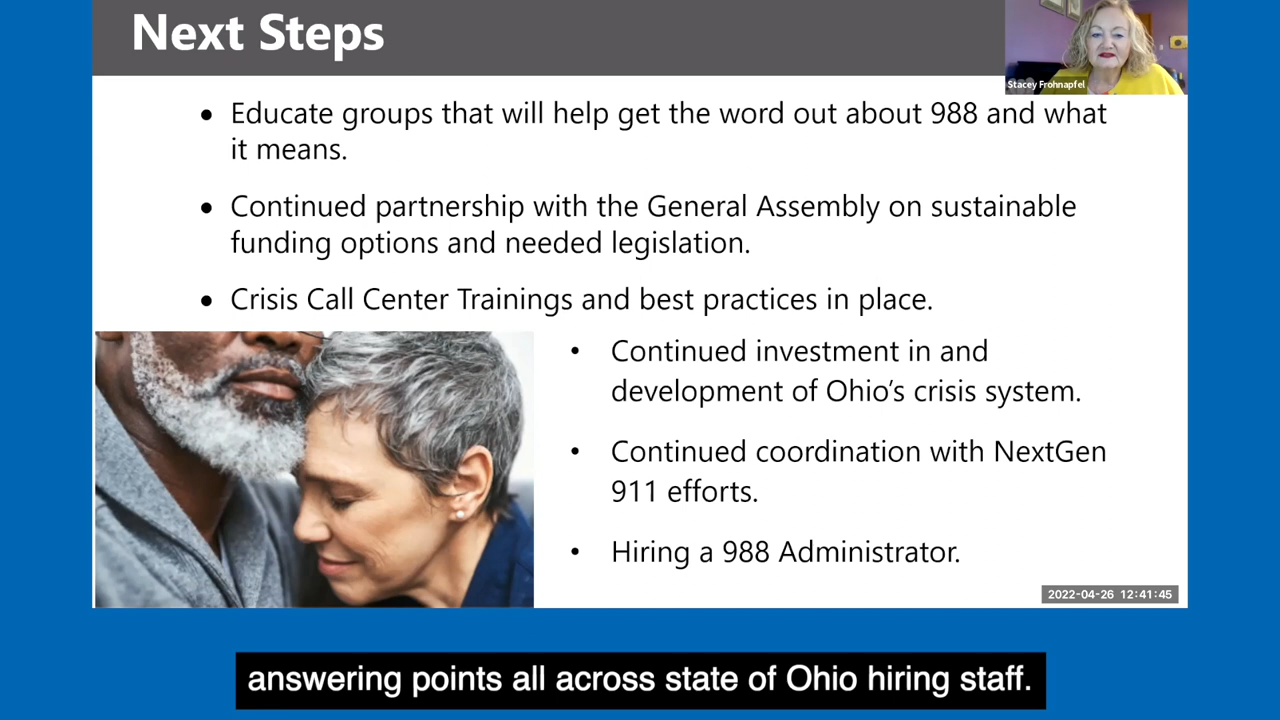 Next Steps
Stacey Frohnapfel
• Educate groups that will help get the word out about 988 and what
it means.
• Continued partnership with the General Assembly on sustainable
funding options and needed legislation.
• Crisis Call Center Trainings and best practices in place.
• Continued investment in and
development of Ohio’s crisis system.
• Continued coordination with NextGen
911 efforts.
• Hiring a 988 Administrator.
2022-04-26 12:41:45
answering points all across state of Ohio hiring staff.